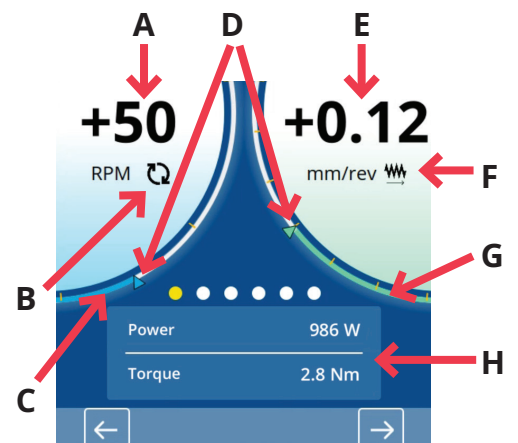 A D E
+50 +0.12
RPM mm/rev
F
G
B
Power 986 W
H
Torque 2.8 Nm
C